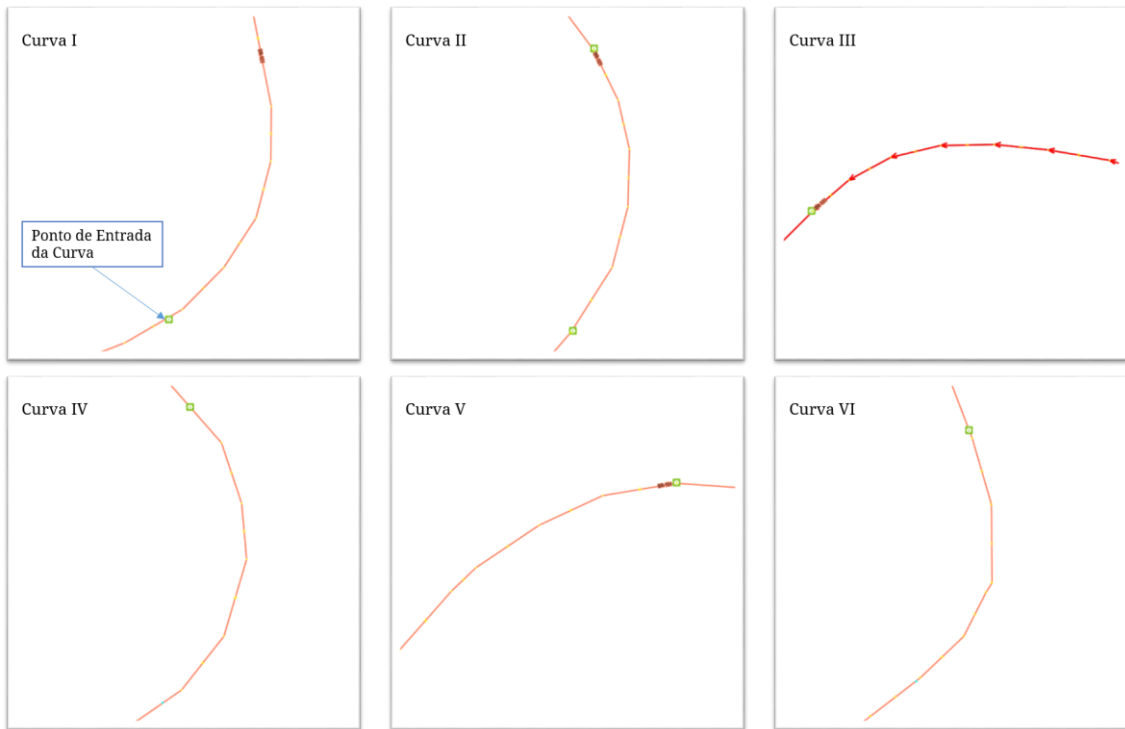 Curva I
Curva II
Curva III
Ponto de Entrada
da Curva
Curva IV
Curva V
Curva VI